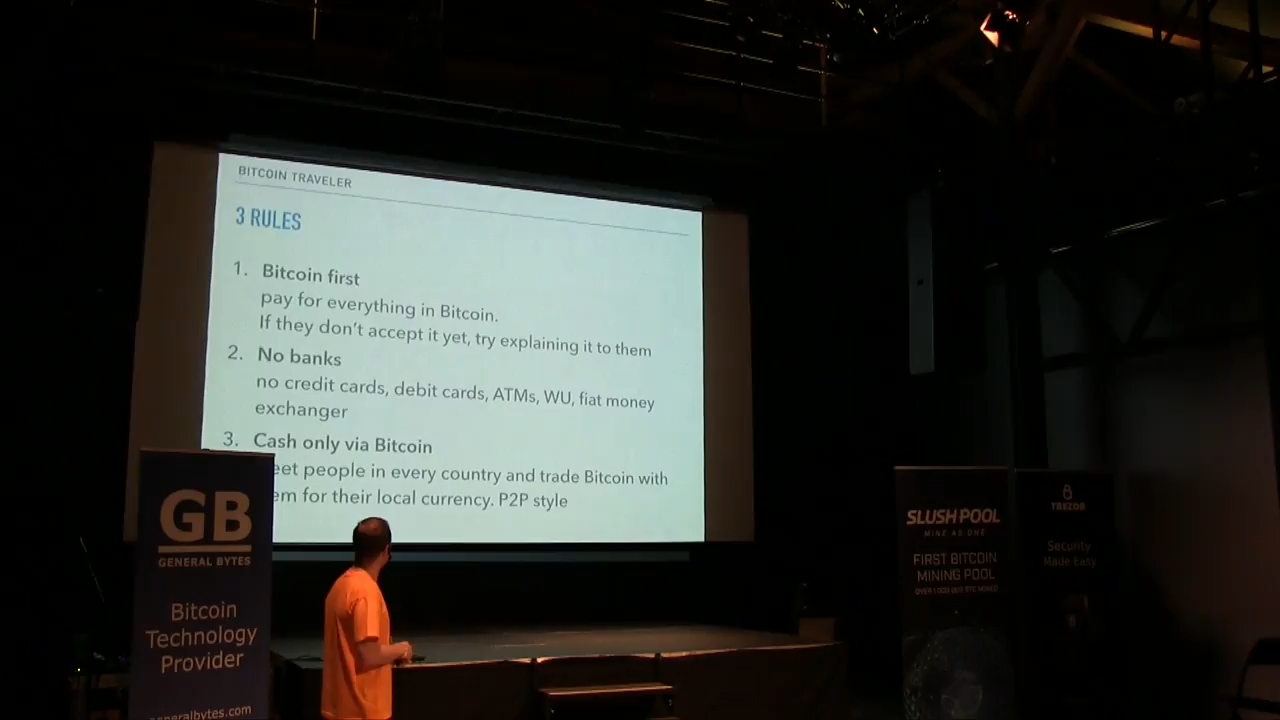 BITCOIN TRAVELER
3 RULES
1. Bitcoin first
pay for everything in Bitcoin.
If they don't accept it yet, try explaining it to them
2. No banks
no credit cards, debit cards, ATMs, WU, fiat money
exchanger
3. Cash only via Bitcoin
eet people in every country and trade Bitcoin with
em for their local currency. P2P style
GB
GENERAL BYTES
Bitcoin
Technology
Provider
neralbytes.com
SLUSH POOL
MINE AS ONE
FIRST BITCOIN
MINING POOL
TREZOR
Security
Made Easy